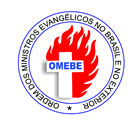 ORDEM DOS MINISTROS EVANGÉLICOS NO BRASIL E NO EXTERIOR
OMEBE